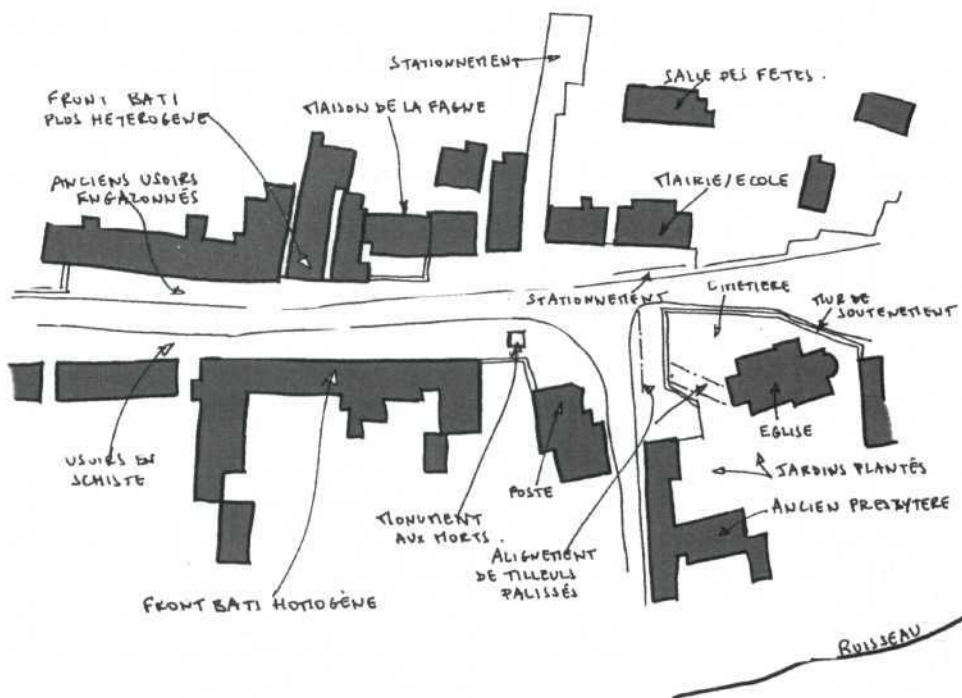 STATIONNEMENT
SALLE DES FETES.
FRONT BATI
PLUS HETEROGENE
MAISON DE LA FAGNE
ANCIENS USOIRS
ENGAZONNÉS
MAIRIE/ECOLE
STATIONNEMENT
CIMETIERE
MUR DE
SOUTENEMENT
USOIRS EN
SCHISTE
EGLISE
POSTE
JARDINS PLANTÉS
MONUMENT
AUX MORTS.
ANCIEN PRESBYTERE
ALIGNEMENT
DE TILLEULS
PALISSÉS
FRONT BATI HOMOGÈNE
RUISSEAU